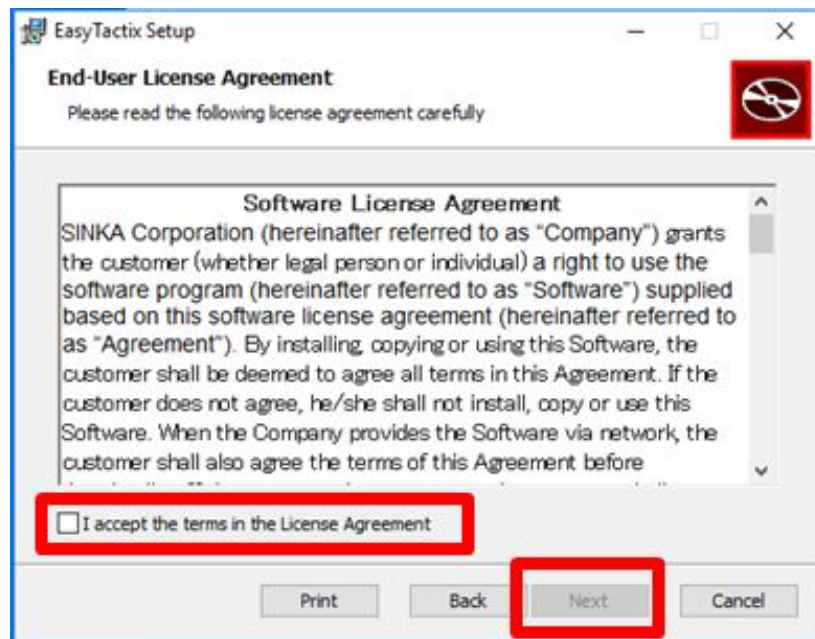 EasyTactix Setup
End-User License Agreement
Please read the following license agreement carefully
Software License Agreement
SINKA Corporation (hereinafter referred to as “Company”) grants
the customer (whether legal person or individual) a right to use the
software program (hereinafter referred to as “Software”) supplied
based on this software license agreement (hereinafter referred to
as “Agreement”). By installing, copying or using this Software, the
customer shall be deemed to agree all terms in this Agreement. If the
customer does not agree, he/she shall not install, copy or use this
Software. When the Company provides the Software via network, the
customer shall also agree the terms of this Agreement before
I accept the terms in the License Agreement
Print Back Next Cancel